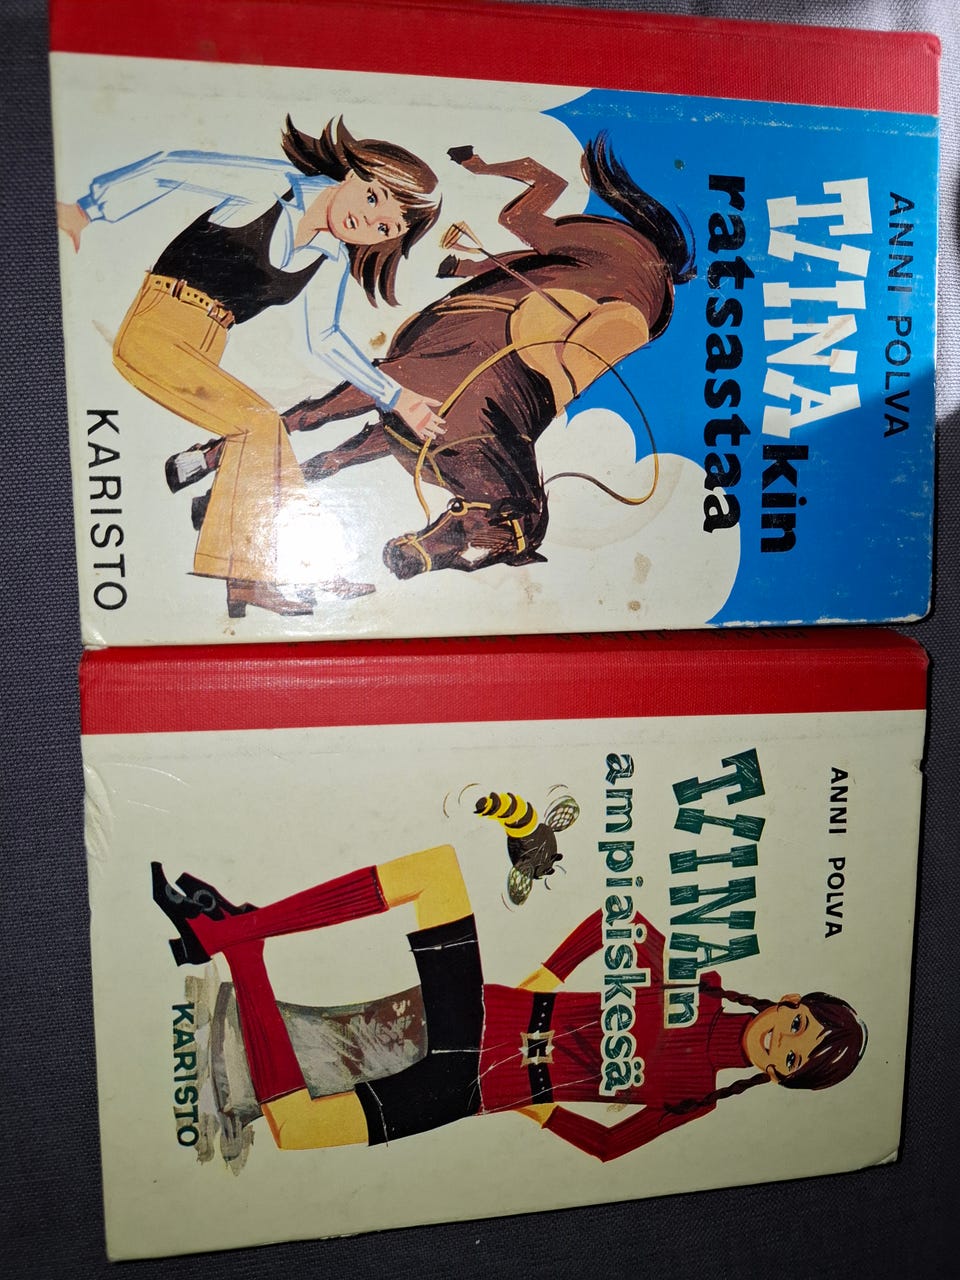 ANNI POLVA
TIINAkin
ratsastaa
KARISTO
ANNI POLVA
TIINAn
ampiaiskesä
KARISTO